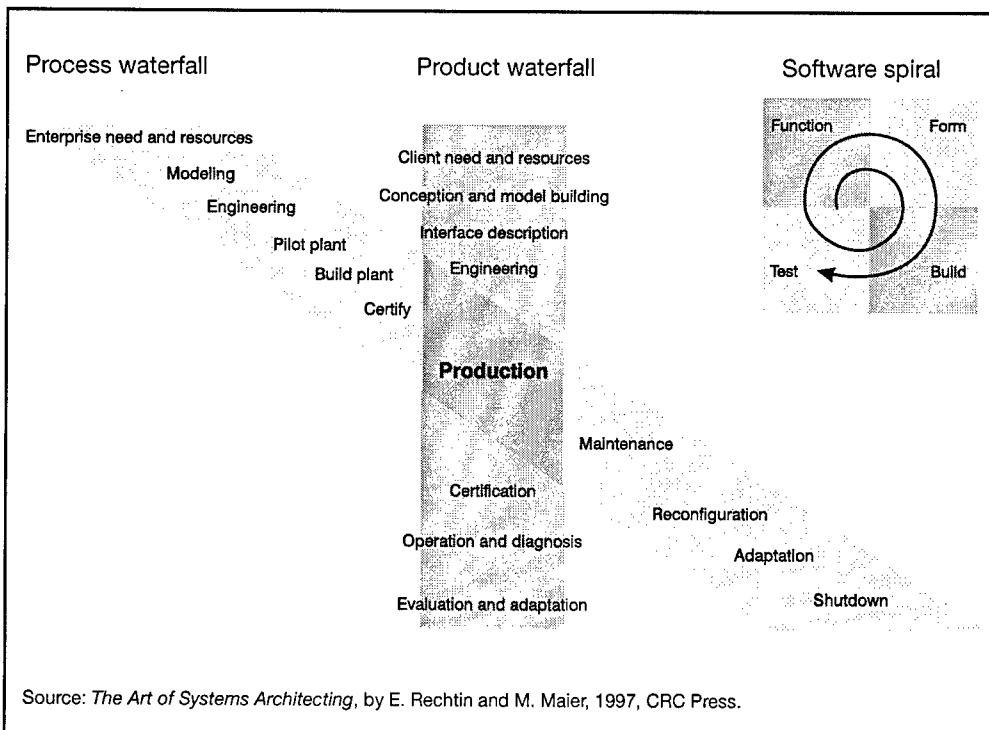 Process waterfall
Product waterfall
Software spiral
Enterprise need and resources
Modeling
Engineering
Pilot plant
Build plant
Certify
Client need and resources
Conception and model building
Interface description
Engineering
Production
Certification
Operation and diagnosis
Evaluation and adaptation
Maintenance
Reconfiguration
Adaptation
Shutdown
Function
Form
Test
Build
Source: The Art of Systems Architecting, by E. Rechtin and M. Maier, 1997, CRC Press.